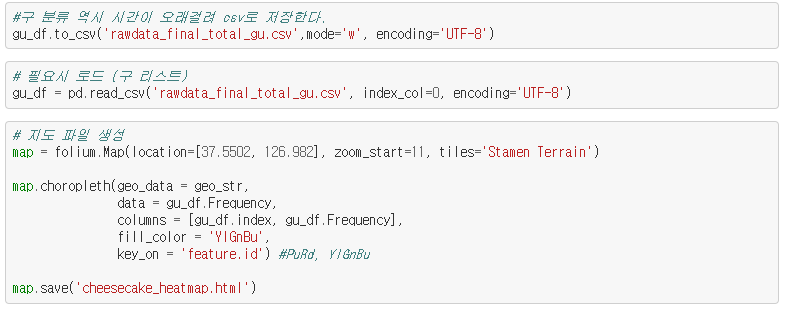 #구 분류 역시 시간이 오래걸려 csv로 저장한다.
gu_df.to_csv('rawdata_final_total_gu.csv',mode='w', encoding='UTF-8')
# 필요시 로드 (구 리스트)
gu_df = pd.read_csv('rawdata_final_total_gu.csv', index_col=0, encoding='UTF-8')
# 지도 파일 생성
map = folium.Map(location=[37.5502, 126.982], zoom_start=11, tiles='Stamen Terrain')
map.choropleth(geo_data = geo_str,
data = gu_df.Frequency,
columns = [gu_df.index, gu_df.Frequency],
fill_color = 'YlGnBu',
key_on = 'feature.id') #PuRd, YlGnBu
map.save('cheesecake_heatmap.html')